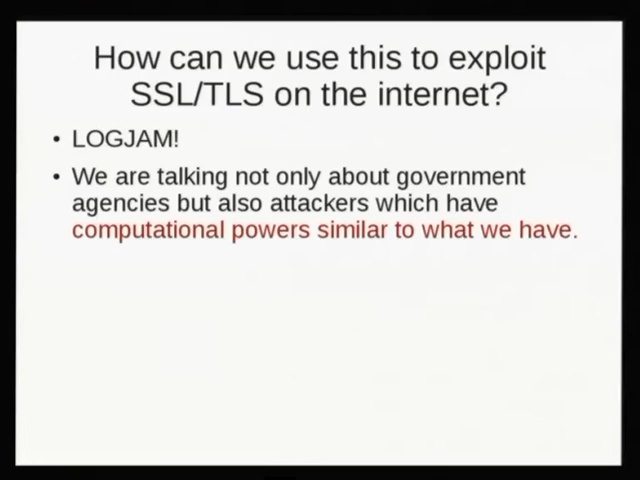 How can we use this to exploit
SSL/TLS on the internet?
• LOGJAM!
• We are talking not only about government
agencies but also attackers which have
computational powers similar to what we have.